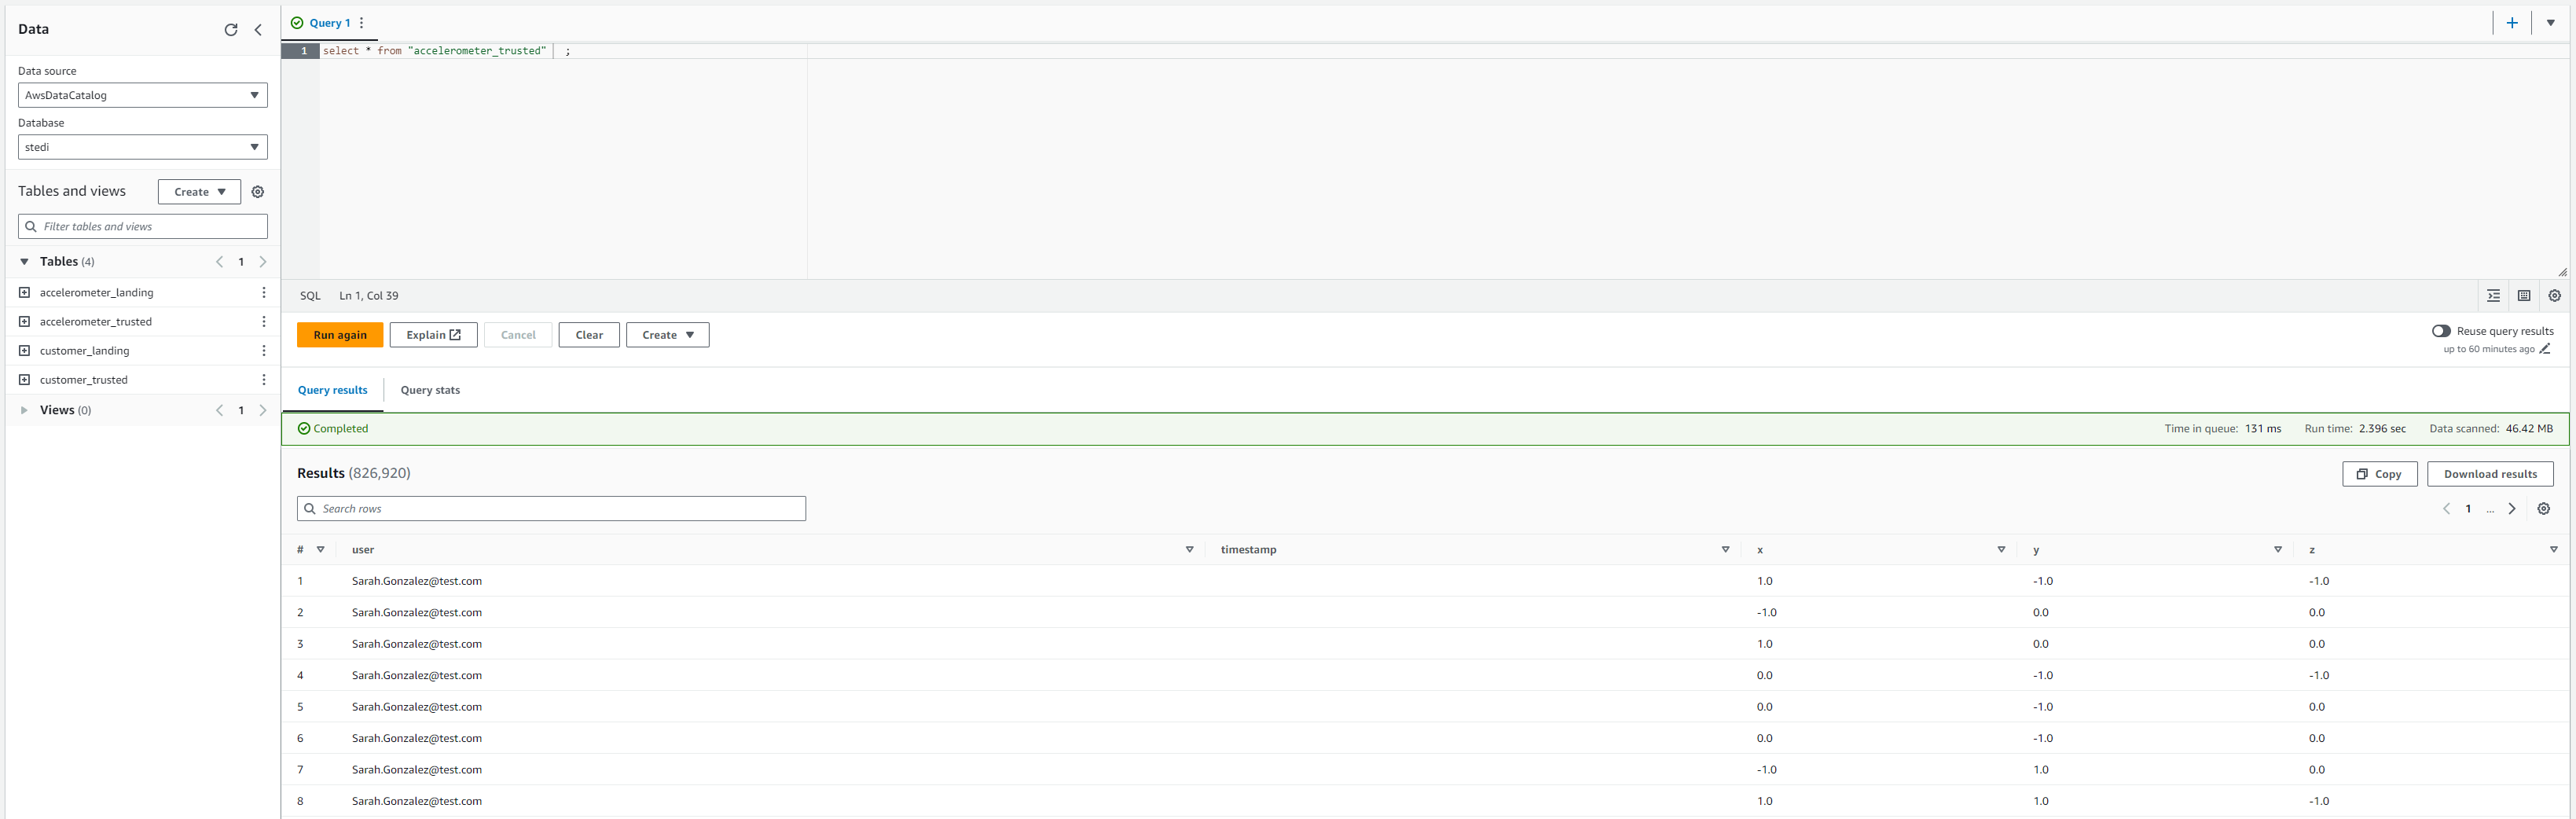 Data
Data source
AwsDataCatalog
Database
stedi
Tables and views
Create
Filter tables and views
Tables (4)
1
accelerometer_landing
accelerometer_trusted
customer_landing
customer_trusted
Views (0)
1
Query 1
1 select * from "accelerometer_trusted" ;
SQL Ln 1, Col 39
Run again Explain Cancel Clear Create
Reuse query results
up to 60 minutes ago
Query results Query stats
Completed
Time in queue: 131 ms Run time: 2.396 sec Data scanned: 46.42 MB
Results (826,920)
Copy Download results
Search rows
1 ...
# user timestamp x y z
1 Sarah.Gonzalez@test.com 1.0 -1.0 -1.0
2 Sarah.Gonzalez@test.com -1.0 0.0 0.0
3 Sarah.Gonzalez@test.com 1.0 0.0 0.0
4 Sarah.Gonzalez@test.com 0.0 -1.0 -1.0
5 Sarah.Gonzalez@test.com 0.0 -1.0 0.0
6 Sarah.Gonzalez@test.com 0.0 -1.0 0.0
7 Sarah.Gonzalez@test.com -1.0 1.0 0.0
8 Sarah.Gonzalez@test.com 1.0 1.0 -1.0